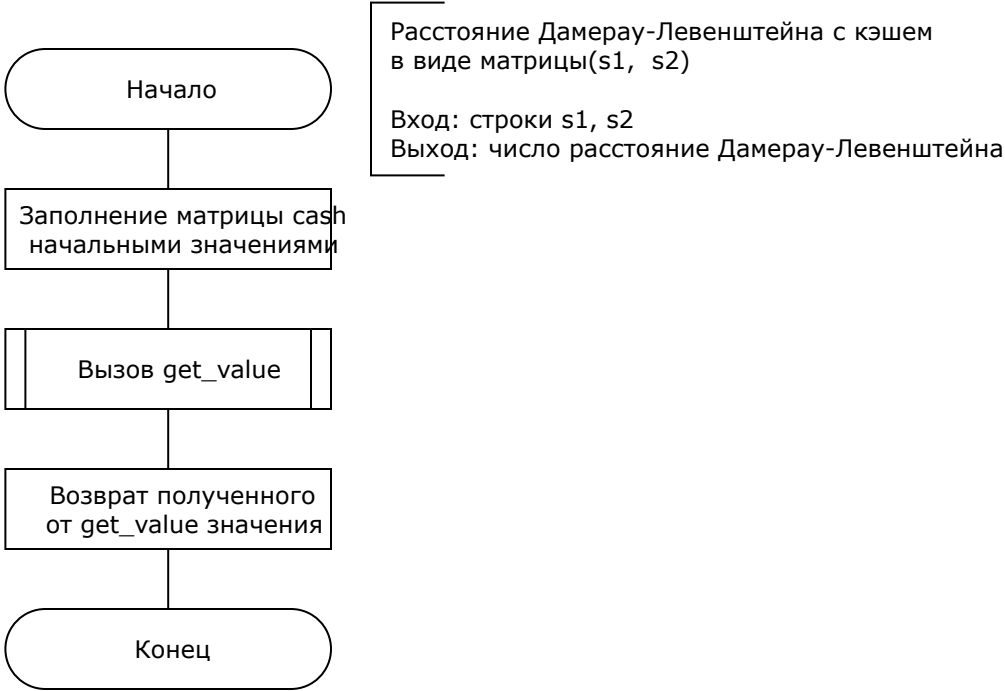 Расстояние Дамерау-Левенштейна с кэшем
в виде матрицы(s1, s2)
Вход: строки s1, s2
Выход: число расстояние Дамерау-Левенштейна
Начало
Заполнение матрицы cash
начальными значениями
Вызов get_value
Возврат полученного
от get_value значения
Конец